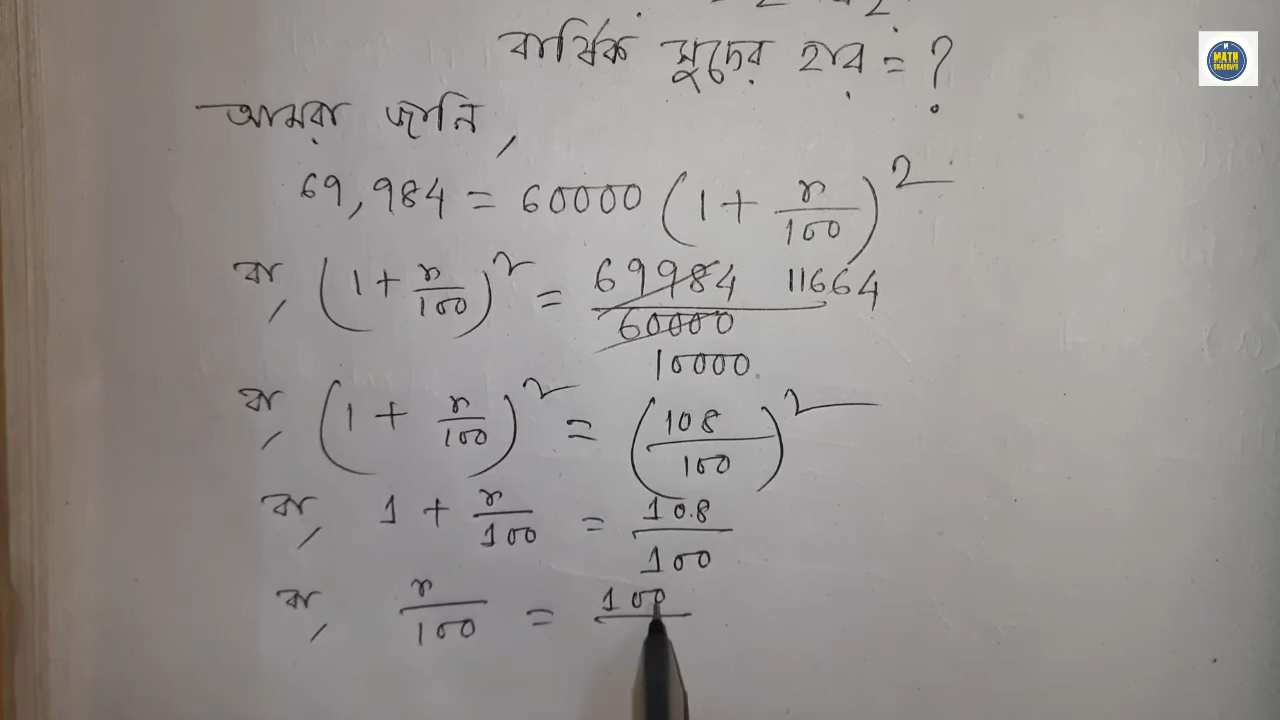 বার্ষিক সুদের হার = ?
আমরা জানি,
69,984 = 60000 (1 + r/100)^2
বা, (1 + r/100)^2 = 69984/60000 11664/10000
বা, (1 + r/100)^2 = (108/100)^2
বা, 1 + r/100 = 108/100
বা, r/100 = 100
M
MATH